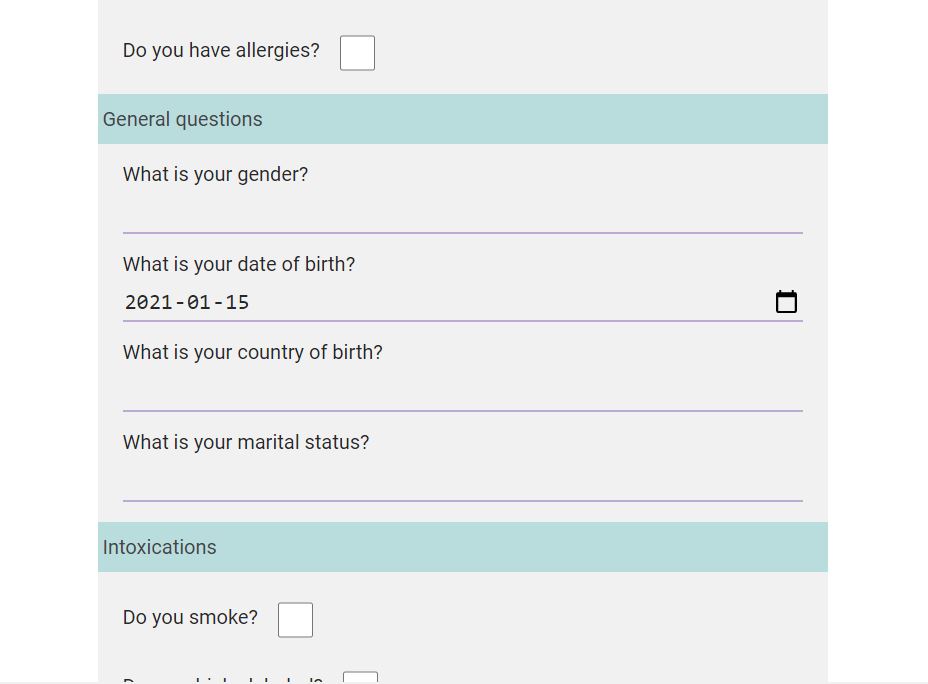 Do you have allergies?
General questions
What is your gender?
What is your date of birth?
2021-01-15
What is your country of birth?
What is your marital status?
Intoxications
Do you smoke?